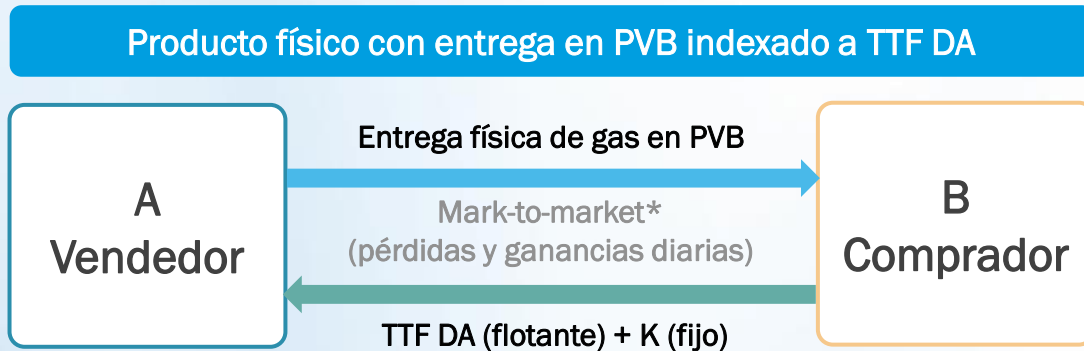 Producto físico con entrega en PVB indexado a TTF DA
A
Vendedor
Entrega física de gas en PVB
Mark-to-market*
(pérdidas y ganancias diarias)
TTF DA (flotante) + K (fijo)
B
Comprador